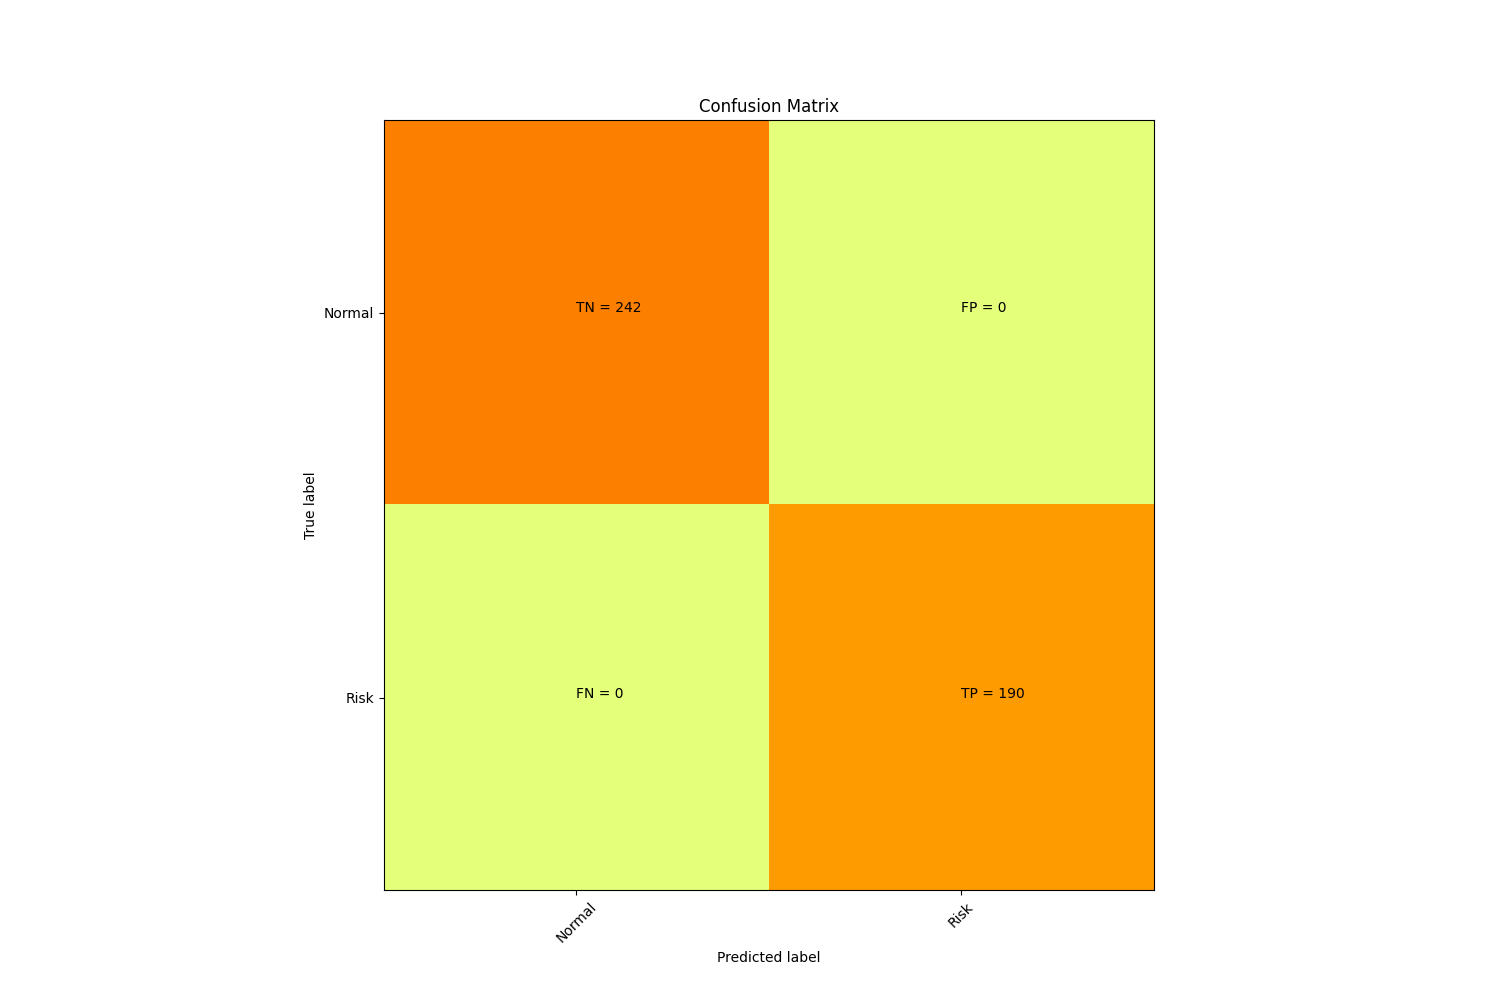 Confusion Matrix
TN = 242
FP = 0
Normal
True label
FN = 0
TP = 190
Risk
Normal
Risk
Predicted label